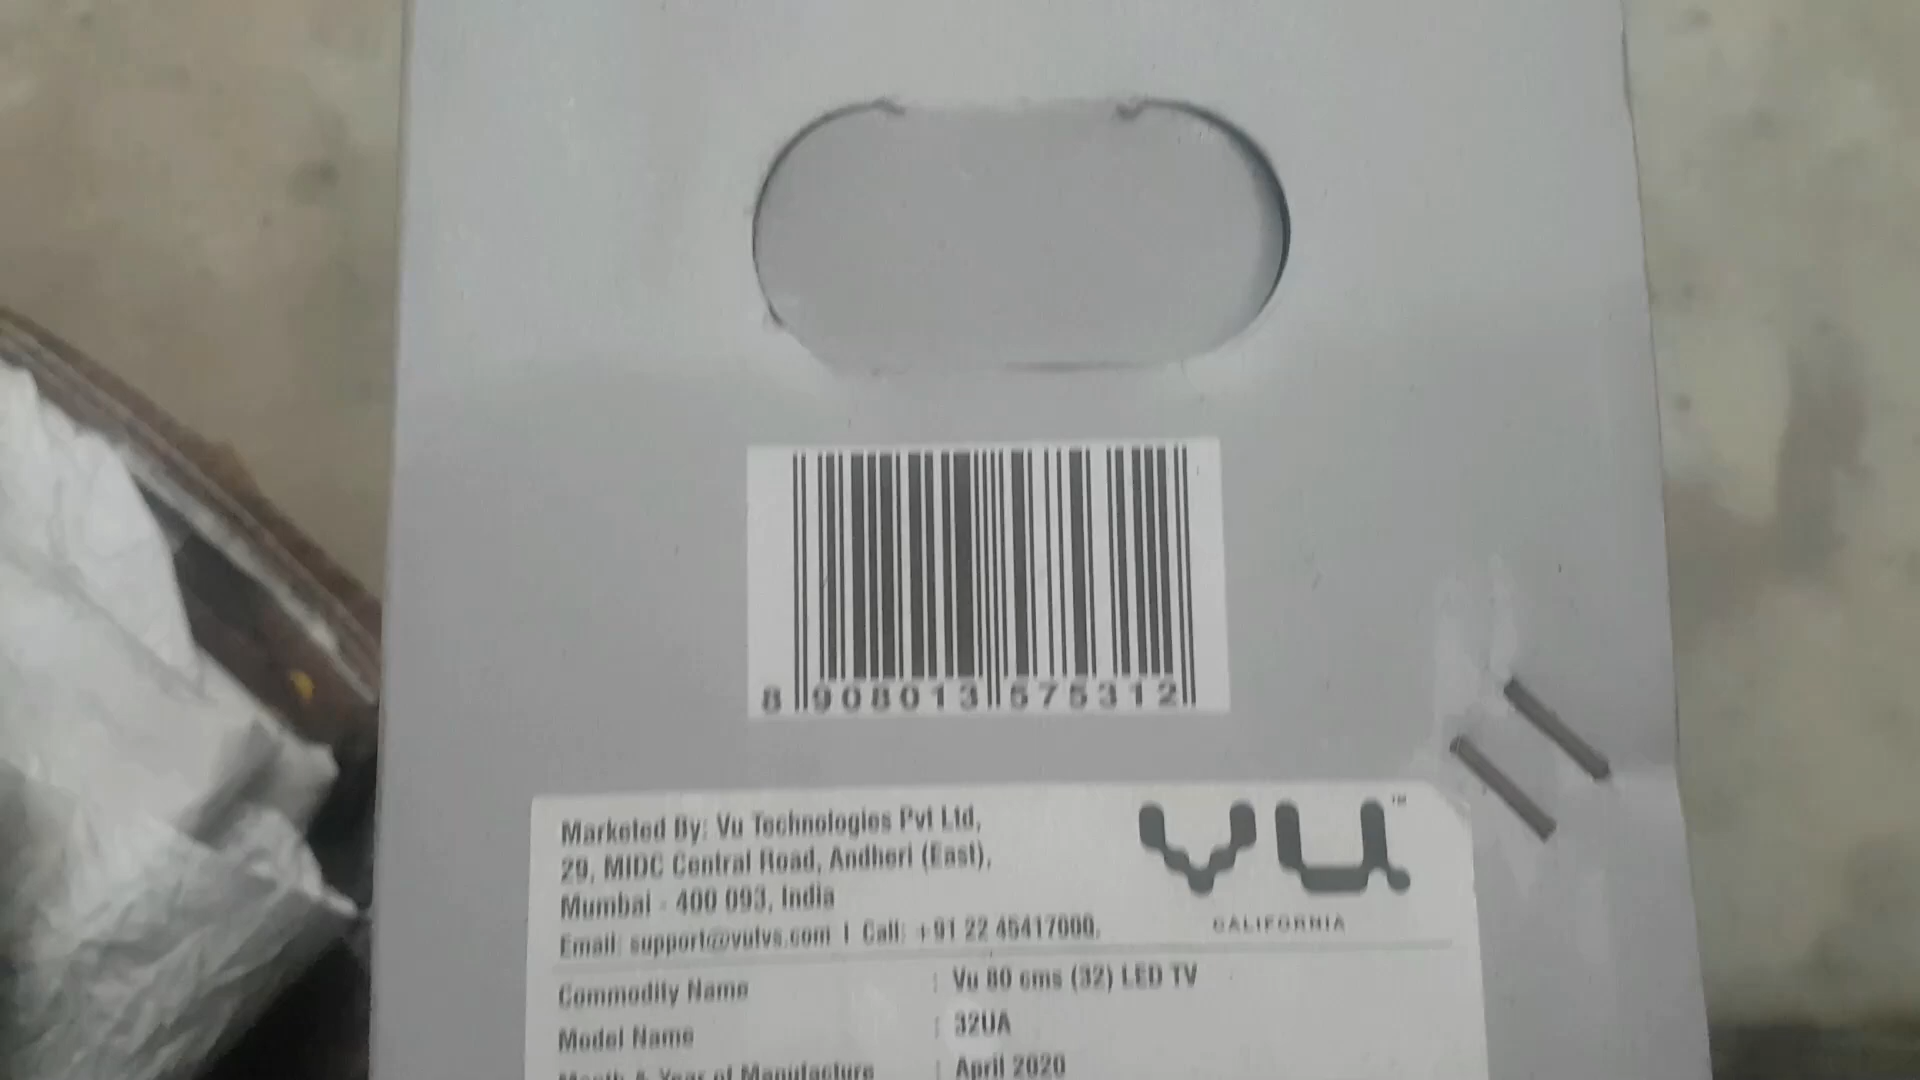 8 908013 575312
Marketed By: Vu Technologies Pvt Ltd,
29, MIDC Central Road, Andheri (East),
Mumbai - 400 093, India
Email: support@vutvs.com | Call: +91 22 45417000.
VU™
CALIFORNIA
Commodity Name : Vu 80 cms (32) LED TV
Model Name : 32UA
Month & Year of Manufacture : April 2020